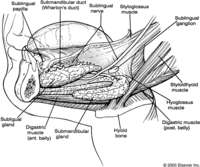 Sublingual
papilla
Submandibular duct
(Wharton's duct)
Sublingual
nerve
Styloglossus
muscle
Sublingual
ganglion
Stylohyoid
muscle
Hyoglossus
muscle
Digastric
muscle
(post. belly)
Hyoid
bone
Submandibular
gland
Digastric
muscle
(ant. belly)
Sublingual
gland
© 2005 Elsevier Inc.